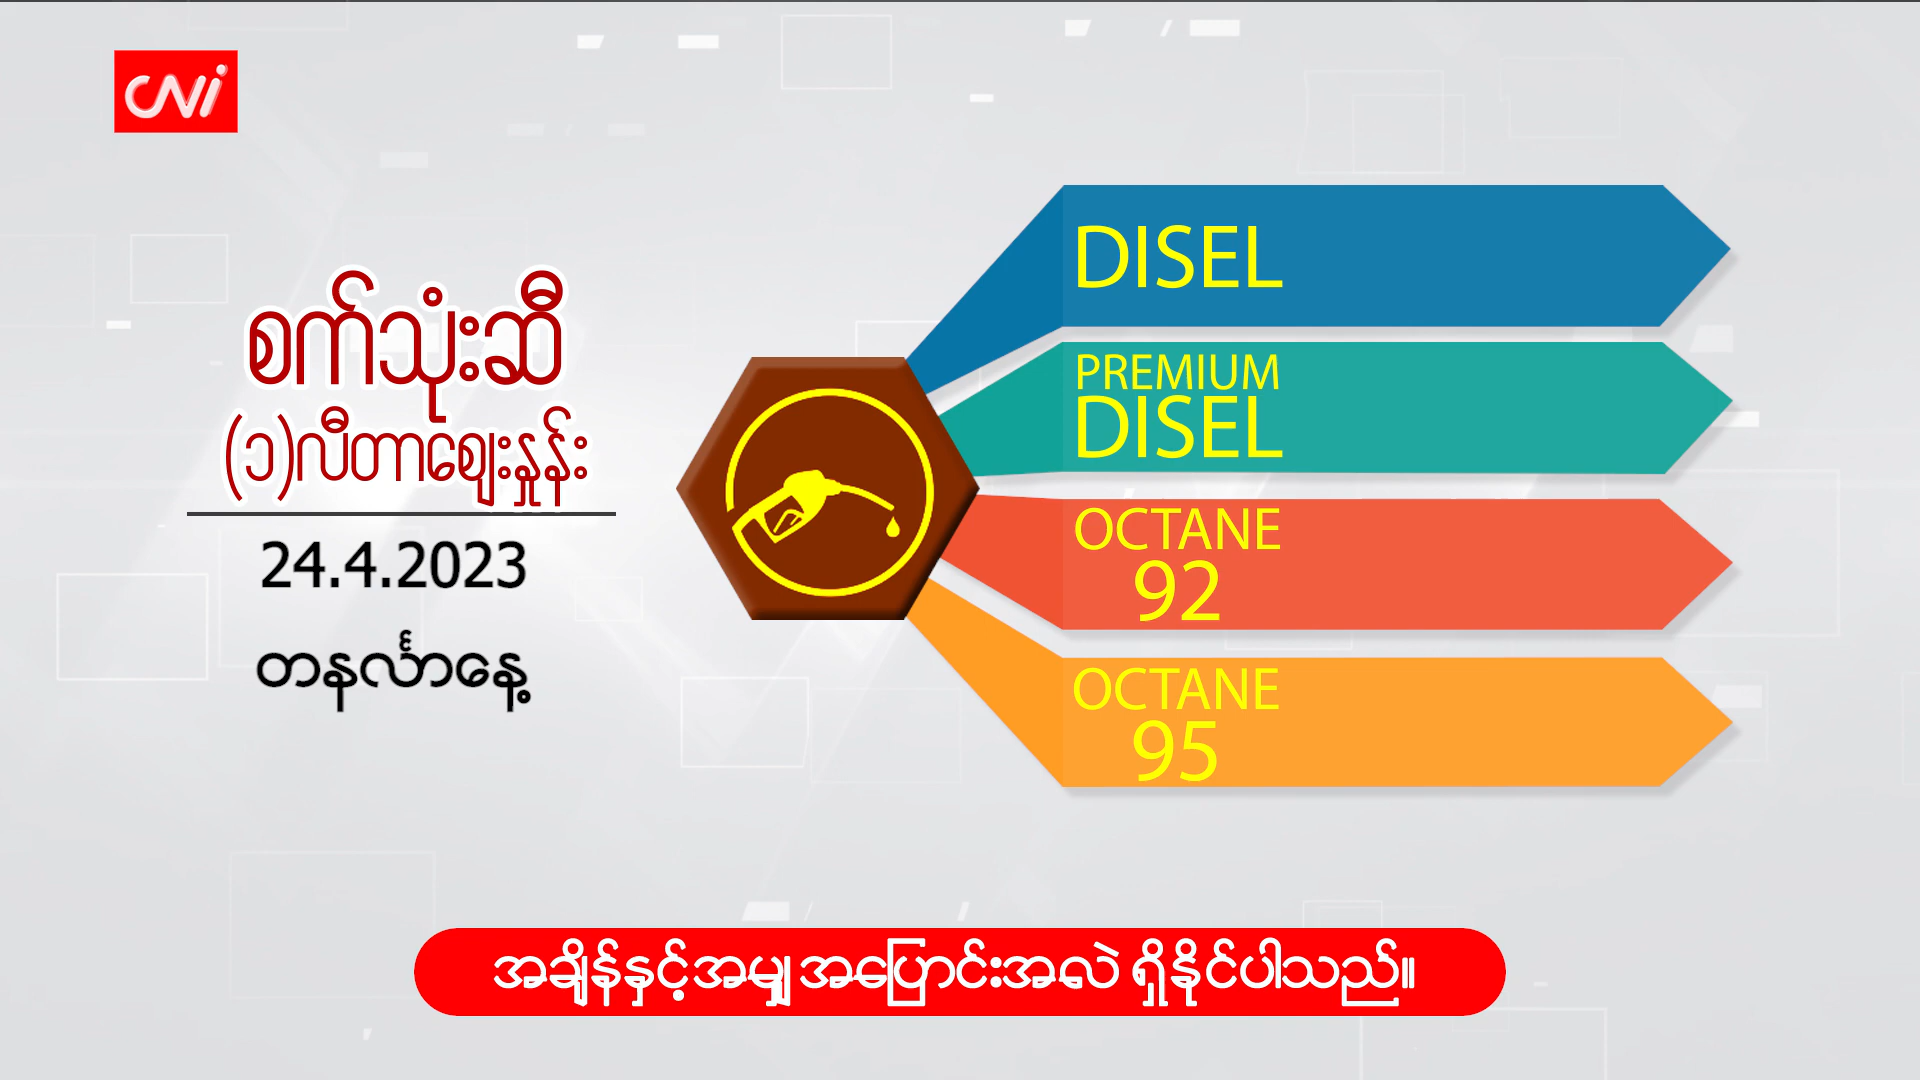 CNi
စက်သုံးဆီ
(၁)လီတာဈေးနှုန်း
24.4.2023
တနင်္လာနေ့
DISEL
PREMIUM
DISEL
OCTANE
92
OCTANE
95
အချိန်နှင့်အမျှ အပြောင်းအလဲ ရှိနိုင်ပါသည်။